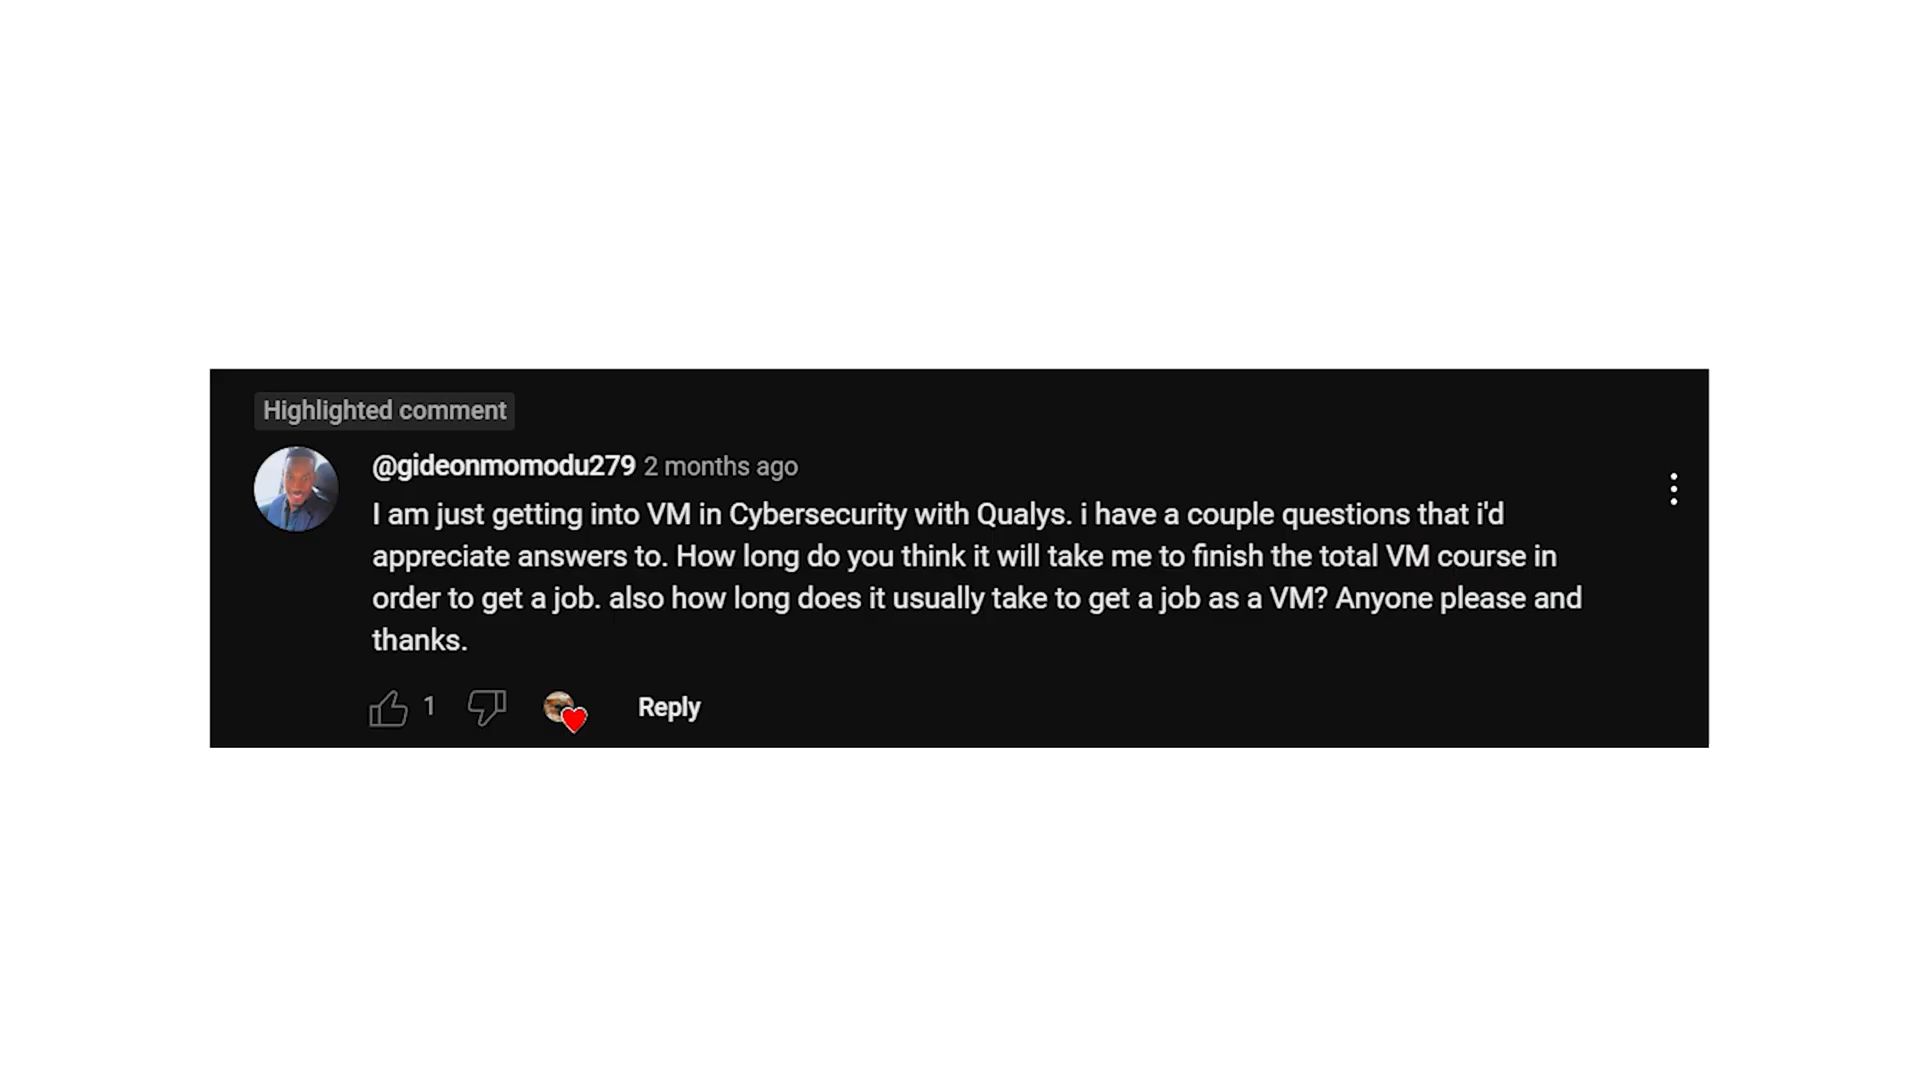 Highlighted comment
@gideonmomodu279 2 months ago
I am just getting into VM in Cybersecurity with Qualys. i have a couple questions that i'd
appreciate answers to. How long do you think it will take me to finish the total VM course in
order to get a job. also how long does it usually take to get a job as a VM? Anyone please and
thanks.
1 Reply